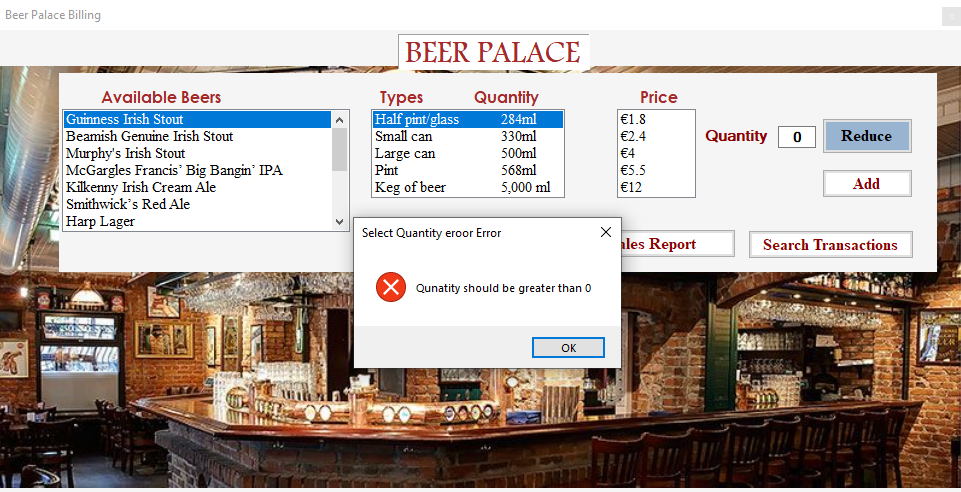 Beer Palace Billing
BEER PALACE
Available Beers
Types Quantity
Price
Guinness Irish Stout
Beamish Genuine Irish Stout
Murphy's Irish Stout
McGargles Francis’ Big Bangin’ IPA
Kilkenny Irish Cream Ale
Smithwick’s Red Ale
Harp Lager
Half pint/glass 284ml
Small can 330ml
Large can 500ml
Pint 568ml
Keg of beer 5,000 ml
€1.8
€2.4
€4
€5.5
€12
Quantity 0 Reduce
Add
ales Report
Search Transactions
Select Quantity eroor Error
Qunatity should be greater than 0
OK